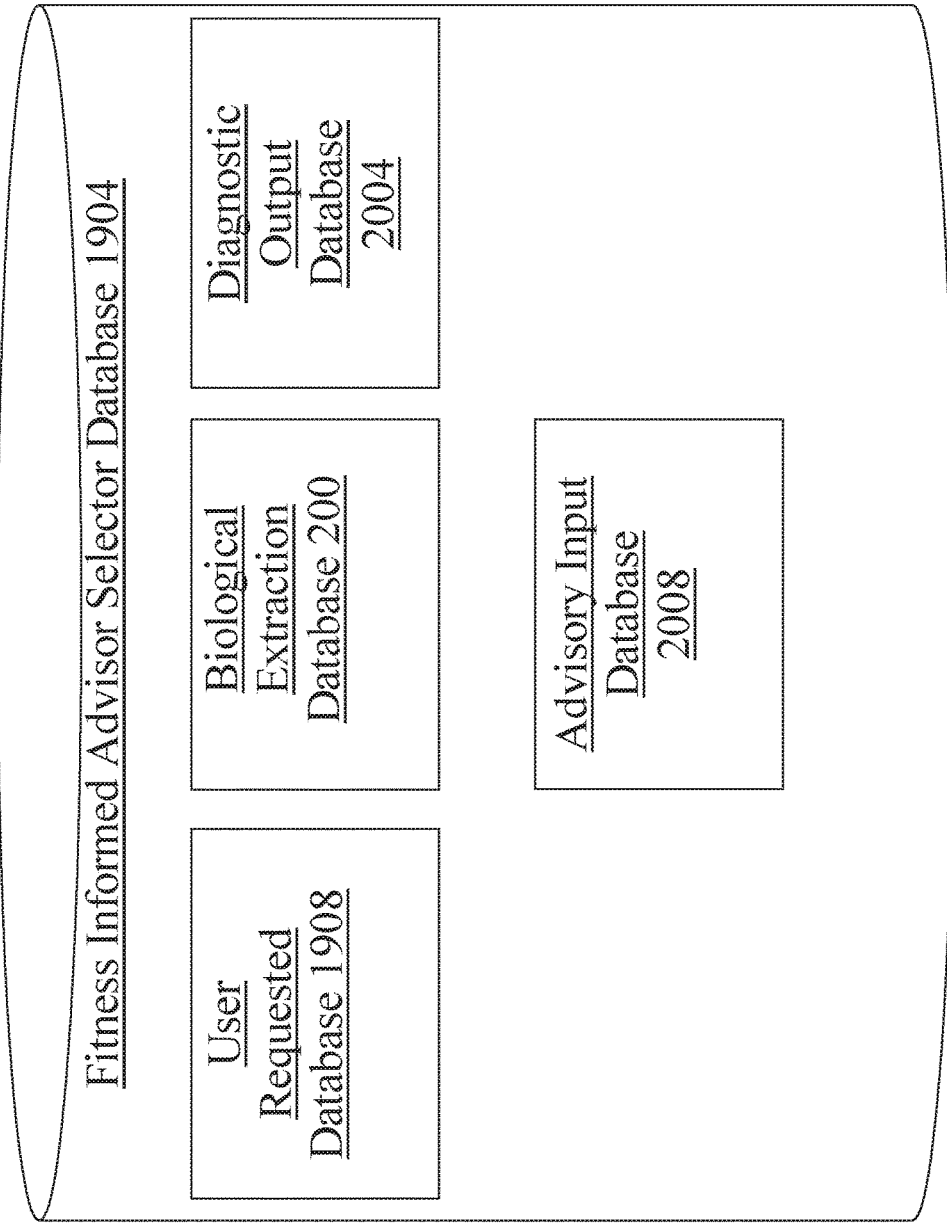 Fitness Informed Advisor Selector Database 1904
User
Requested
Database 1908
Biological
Extraction
Database 200
Diagnostic
Output
Database
2004
Advisory Input
Database
2008